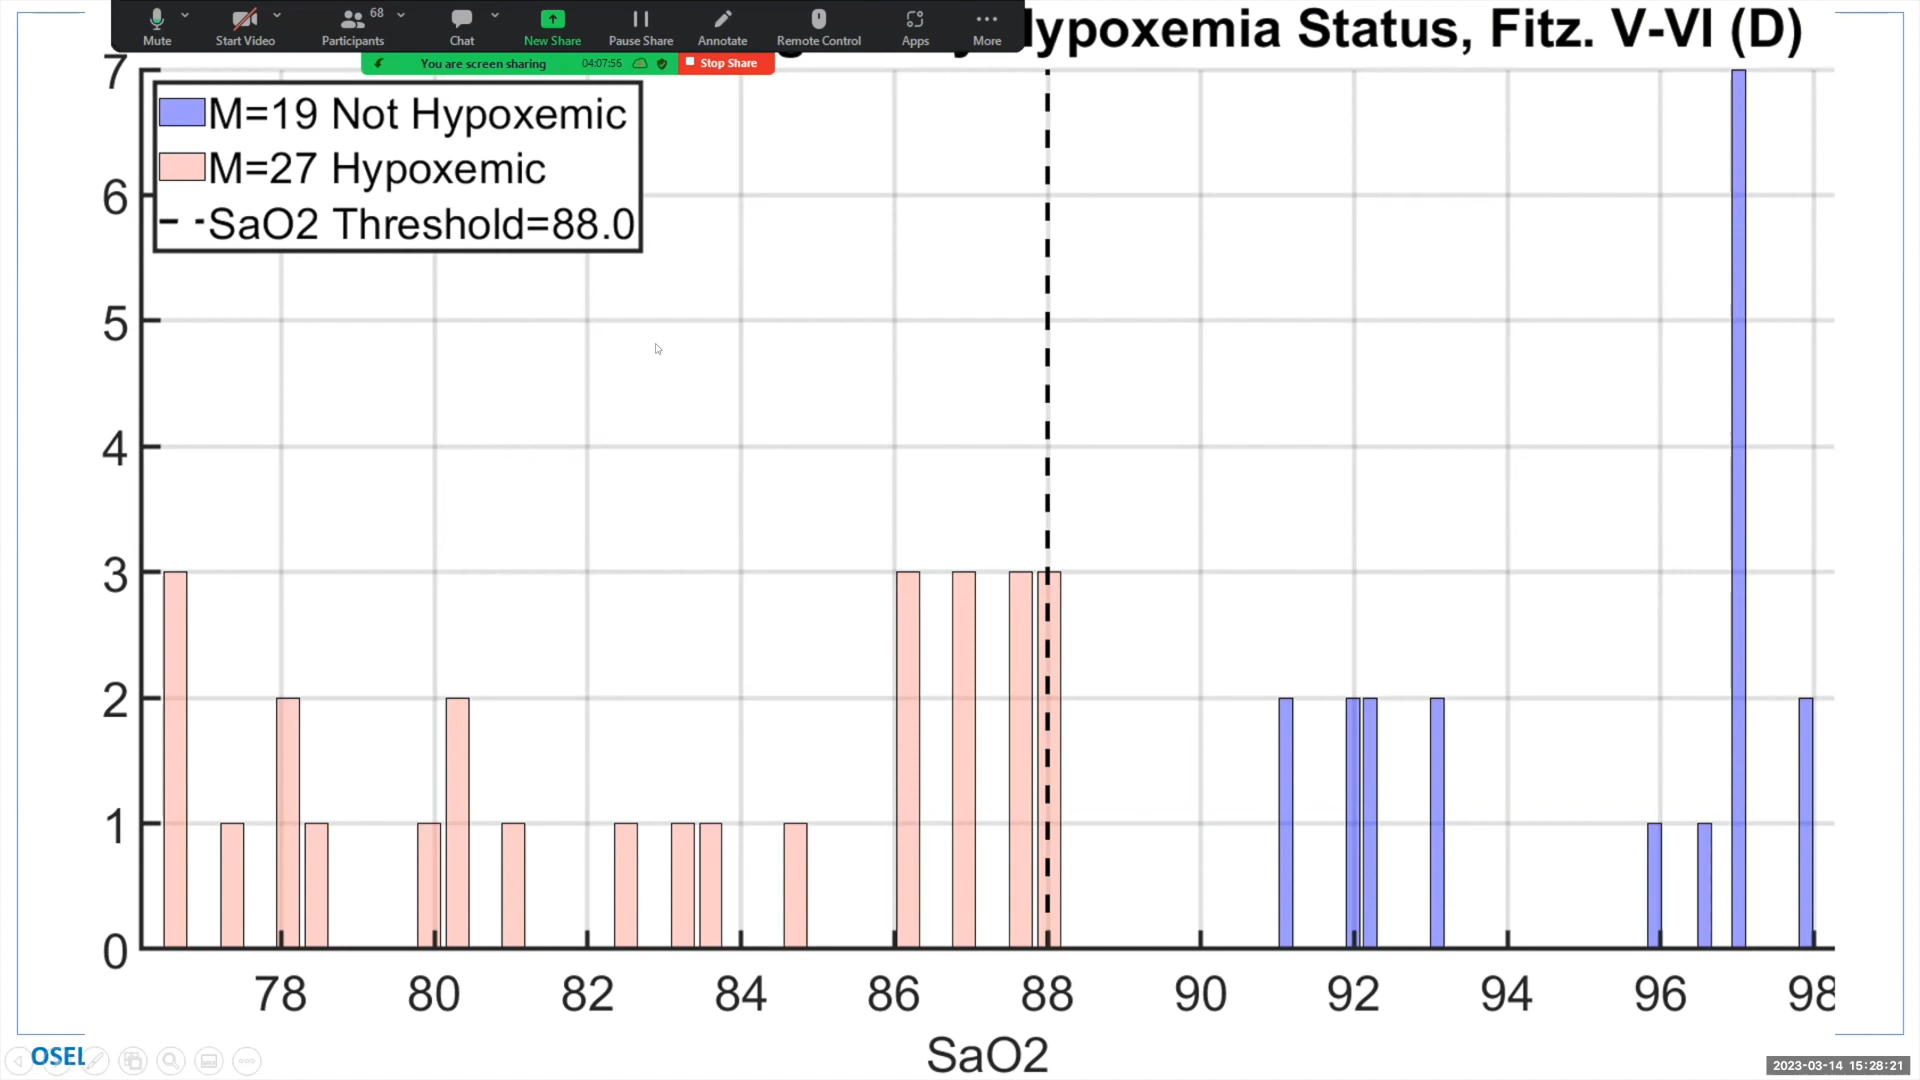 Mute
Start Video
Participants
68
Chat
New Share
Pause Share
Annotate
Remote Control
Apps
More
You are screen sharing
04:07:56
Stop Share
Hypoxemia Status, Fitz. V-VI (D)
M=19 Not Hypoxemic
M=27 Hypoxemic
SaO2 Threshold=88.0
7
6
5
4
3
2
1
0
78 80 82 84 86 88 90 92 94 96 98
SaO2
OSEL
2023-03-14 15:28:21